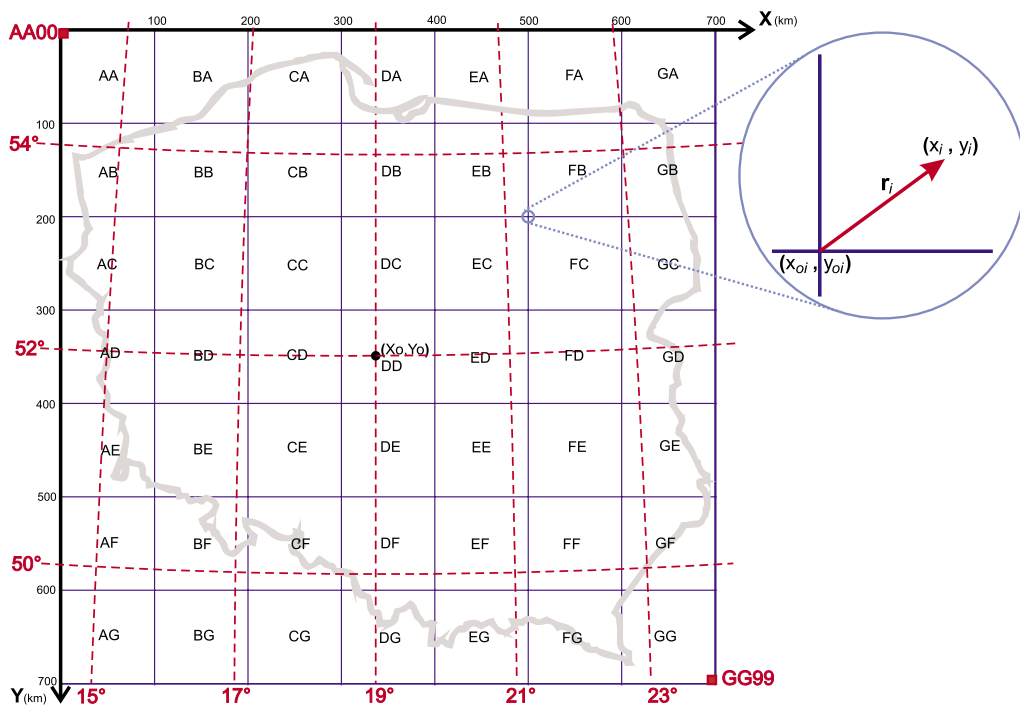 100 200 300 400 500 600 700 X(km)
AA00
AA BA CA DA EA FA GA
100
54°
AB BB CB DB EB FB GB
200
AC BC CC DC EC FC GC
300
52°
AD BD CD (Xo,Yo) ED FD GD
DD
400
AE BE CE DE EE FE GE
500
AF BF CF DF EF FF GF
50°
600
AG BG CG DG EG FG GG
700
Y(km) 15° 17° 19° 21° 23° GG99
(xi , yi)
ri
(xoi , yoi)